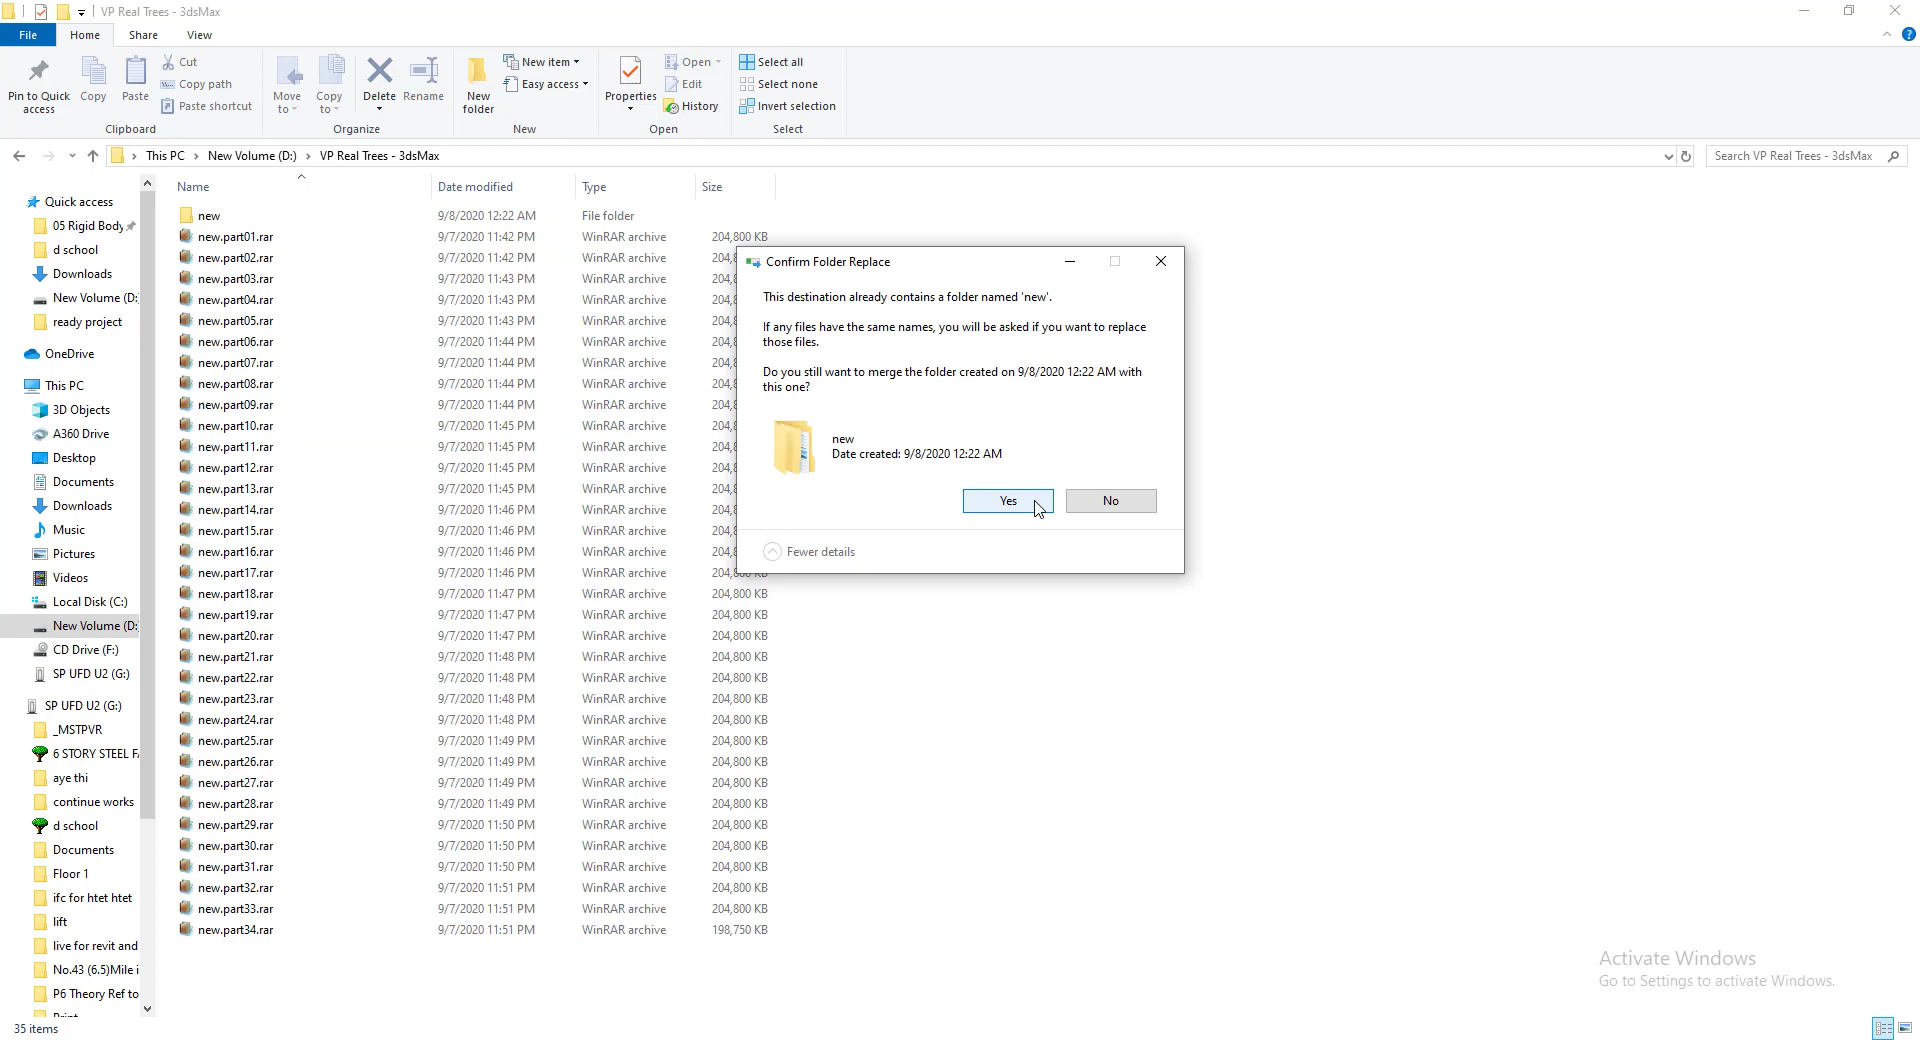 VP Real Trees - 3dsMax
File
Home
Share
View
Pin to Quick access
Copy
Paste
Cut
Copy path
Paste shortcut
Clipboard
Move to
Copy to
Delete
Rename
Organize
New folder
New item
Easy access
New
Properties
Open
Edit
History
Open
Select all
Select none
Invert selection
Select
This PC > New Volume (D:) > VP Real Trees - 3dsMax
Search VP Real Trees - 3dsMax
Quick access
05 Rigid Body
d school
Downloads
New Volume (D:
ready project
OneDrive
This PC
3D Objects
A360 Drive
Desktop
Documents
Downloads
Music
Pictures
Videos
Local Disk (C:)
New Volume (D:
CD Drive (F:)
SP UFD U2 (G:)
SP UFD U2 (G:)
_MSTPVR
6 STORY STEEL F
aye thi
continue works
d school
Documents
Floor 1
ifc for htet htet
lift
live for revit and
No.43 (6.5)Mile i
P6 Theory Ref to
Name Date modified Type Size
new 9/8/2020 12:22 AM File folder
new.part01.rar 9/7/2020 11:42 PM WinRAR archive 204,800 KB
new.part02.rar 9/7/2020 11:42 PM WinRAR archive 204,8
new.part03.rar 9/7/2020 11:43 PM WinRAR archive 204,8
new.part04.rar 9/7/2020 11:43 PM WinRAR archive 204,8
new.part05.rar 9/7/2020 11:43 PM WinRAR archive 204,8
new.part06.rar 9/7/2020 11:44 PM WinRAR archive 204,8
new.part07.rar 9/7/2020 11:44 PM WinRAR archive 204,8
new.part08.rar 9/7/2020 11:44 PM WinRAR archive 204,8
new.part09.rar 9/7/2020 11:44 PM WinRAR archive 204,8
new.part10.rar 9/7/2020 11:45 PM WinRAR archive 204,8
new.part11.rar 9/7/2020 11:45 PM WinRAR archive 204,8
new.part12.rar 9/7/2020 11:45 PM WinRAR archive 204,8
new.part13.rar 9/7/2020 11:45 PM WinRAR archive 204,8
new.part14.rar 9/7/2020 11:46 PM WinRAR archive 204,8
new.part15.rar 9/7/2020 11:46 PM WinRAR archive 204,8
new.part16.rar 9/7/2020 11:46 PM WinRAR archive 204,8
new.part17.rar 9/7/2020 11:46 PM WinRAR archive 204,800 KB
new.part18.rar 9/7/2020 11:47 PM WinRAR archive 204,800 KB
new.part19.rar 9/7/2020 11:47 PM WinRAR archive 204,800 KB
new.part20.rar 9/7/2020 11:47 PM WinRAR archive 204,800 KB
new.part21.rar 9/7/2020 11:48 PM WinRAR archive 204,800 KB
new.part22.rar 9/7/2020 11:48 PM WinRAR archive 204,800 KB
new.part23.rar 9/7/2020 11:48 PM WinRAR archive 204,800 KB
new.part24.rar 9/7/2020 11:48 PM WinRAR archive 204,800 KB
new.part25.rar 9/7/2020 11:49 PM WinRAR archive 204,800 KB
new.part26.rar 9/7/2020 11:49 PM WinRAR archive 204,800 KB
new.part27.rar 9/7/2020 11:49 PM WinRAR archive 204,800 KB
new.part28.rar 9/7/2020 11:49 PM WinRAR archive 204,800 KB
new.part29.rar 9/7/2020 11:50 PM WinRAR archive 204,800 KB
new.part30.rar 9/7/2020 11:50 PM WinRAR archive 204,800 KB
new.part31.rar 9/7/2020 11:50 PM WinRAR archive 204,800 KB
new.part32.rar 9/7/2020 11:51 PM WinRAR archive 204,800 KB
new.part33.rar 9/7/2020 11:51 PM WinRAR archive 204,800 KB
new.part34.rar 9/7/2020 11:51 PM WinRAR archive 198,750 KB
Confirm Folder Replace
This destination already contains a folder named 'new'.
If any files have the same names, you will be asked if you want to replace
those files.
Do you still want to merge the folder created on 9/8/2020 12:22 AM with
this one?
new
Date created: 9/8/2020 12:22 AM
Yes
No
Fewer details
Activate Windows
Go to Settings to activate Windows.
35 items